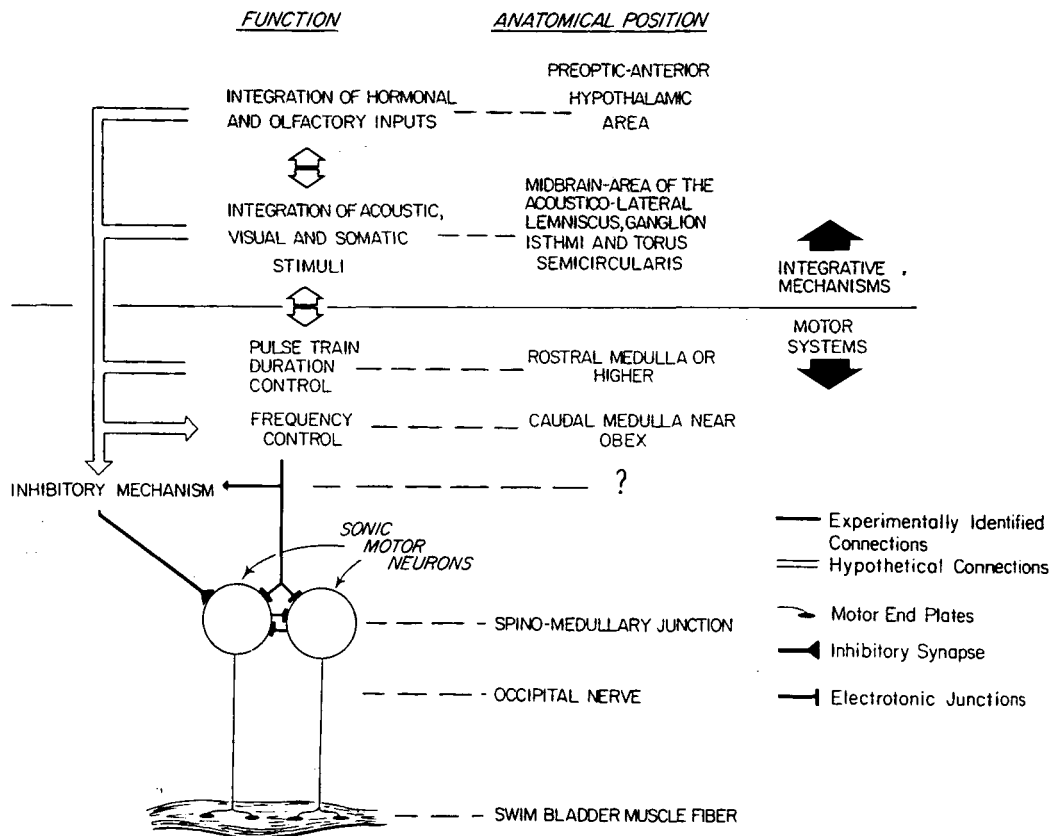 FUNCTION
ANATOMICAL POSITION
INTEGRATION OF HORMONAL
AND OLFACTORY INPUTS
PREOPTIC-ANTERIOR
HYPOTHALAMIC
AREA
INTEGRATION OF ACOUSTIC,
VISUAL AND SOMATIC
STIMULI
MIDBRAIN-AREA OF THE
ACOUSTICO-LATERAL
LEMNISCUS, GANGLION
ISTHMI AND TORUS
SEMICIRCULARIS
INTEGRATIVE
MECHANISMS
MOTOR
SYSTEMS
PULSE TRAIN
DURATION
CONTROL
ROSTRAL MEDULLA OR
HIGHER
FREQUENCY
CONTROL
CAUDAL MEDULLA NEAR
OBEX
INHIBITORY MECHANISM
?
SONIC
MOTOR
NEURONS
SPINO-MEDULLARY JUNCTION
OCCIPITAL NERVE
SWIM BLADDER MUSCLE FIBER
Experimentally Identified
Connections
Hypothetical Connections
Motor End Plates
Inhibitory Synapse
Electrotonic Junctions